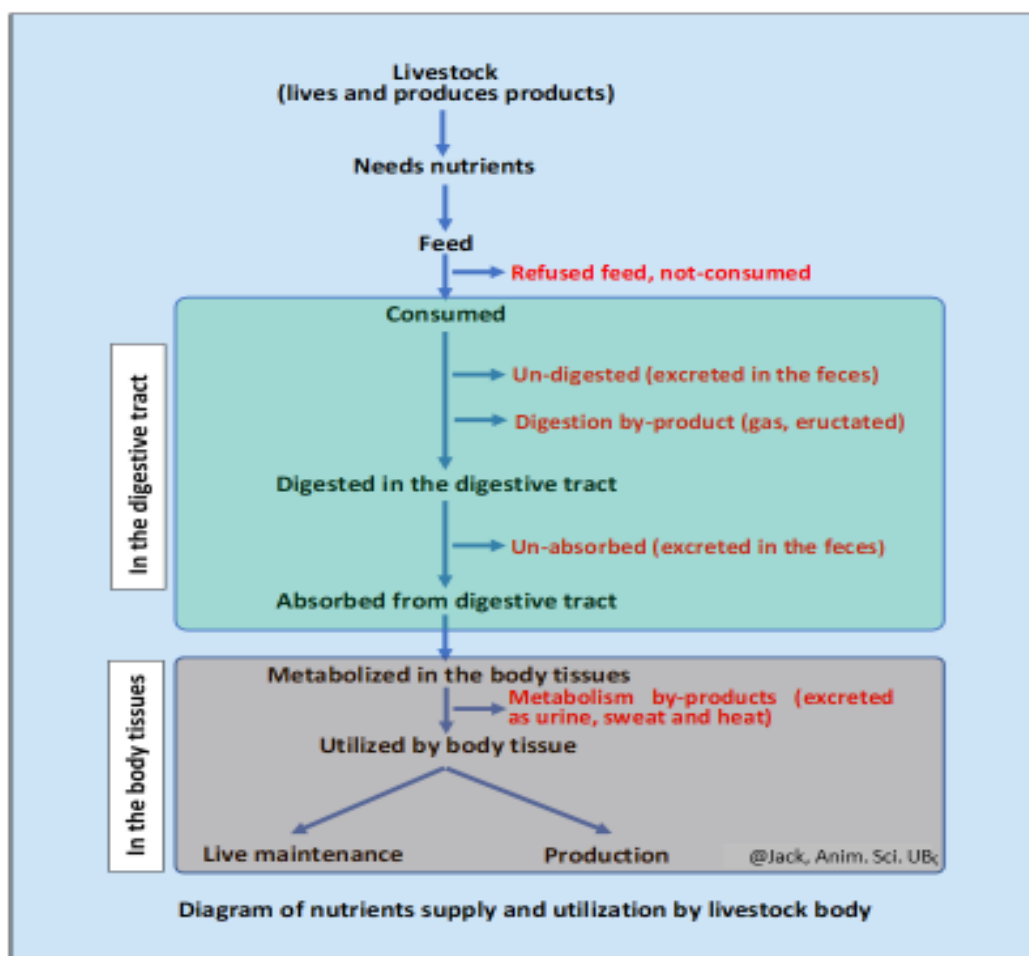 Livestock
(lives and produces products)
Needs nutrients
Feed
Refused feed, not-consumed
Consumed
Un-digested (excreted in the feces)
Digestion by-product (gas, eructated)
Digested in the digestive tract
Un-absorbed (excreted in the feces)
Absorbed from digestive tract
In the digestive tract
Metabolized in the body tissues
Metabolism by-products (excreted
as urine, sweat and heat)
Utilized by body tissue
Live maintenance
Production
@Jack, Anim. Sci. UB
In the body tissues
Diagram of nutrients supply and utilization by livestock body